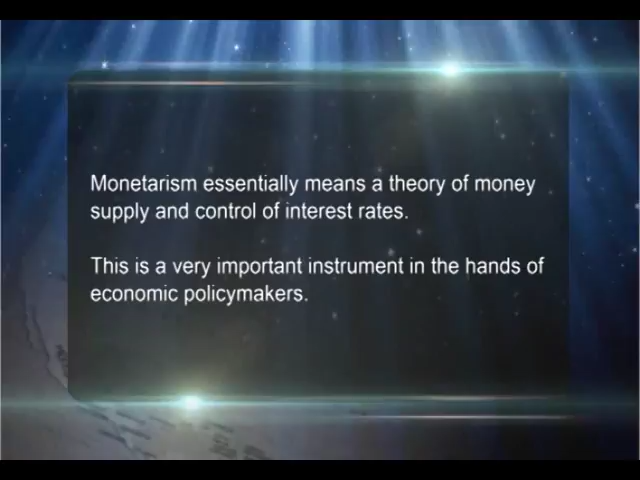 Monetarism essentially means a theory of money
supply and control of interest rates.
This is a very important instrument in the hands of
economic policymakers.